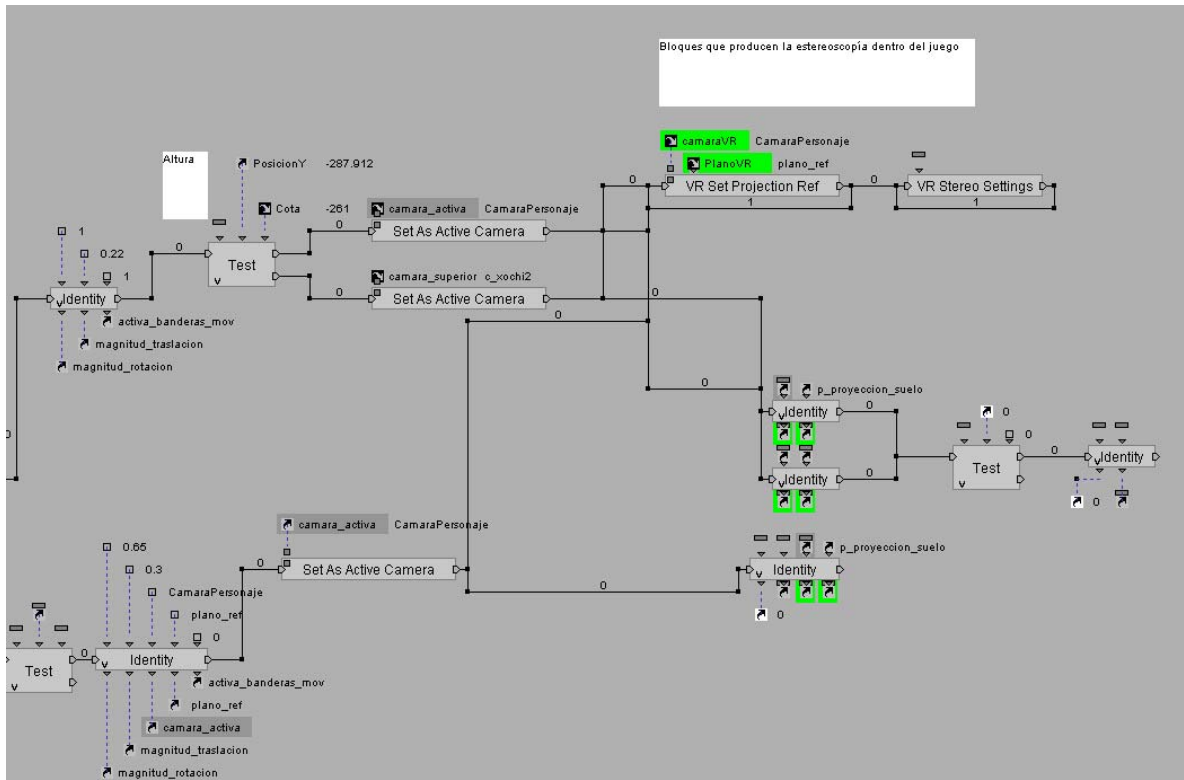 Bloques que producen la estereoscopía dentro del juego
camaraVR CamaraPersonaje
Altura
PosicionY -287.912
PlanoVR plano_ref
0 VR Set Projection Ref 0 VR Stereo Settings
1 1
Cota -261
camara_activa CamaraPersonaje
0 Set As Active Camera
1
0.22
0 Test
1
camara_superior c_xochi2
Identity 0 Set As Active Camera 0
activa_banderas_mov
0
magnitud_traslacion
magnitud_rotacion
0
p_proyeccion_suelo
Identity 0
0 0
0
Test 0 Identity
Identity 0
0
camara_activa CamaraPersonaje
0.65
p_proyeccion_suelo
0.3
0 Set As Active Camera Identity
0
CamaraPersonaje
plano_ref
0
0
Test 0 Identity
activa_banderas_mov
plano_ref
camara_activa
magnitud_traslacion
magnitud_rotacion